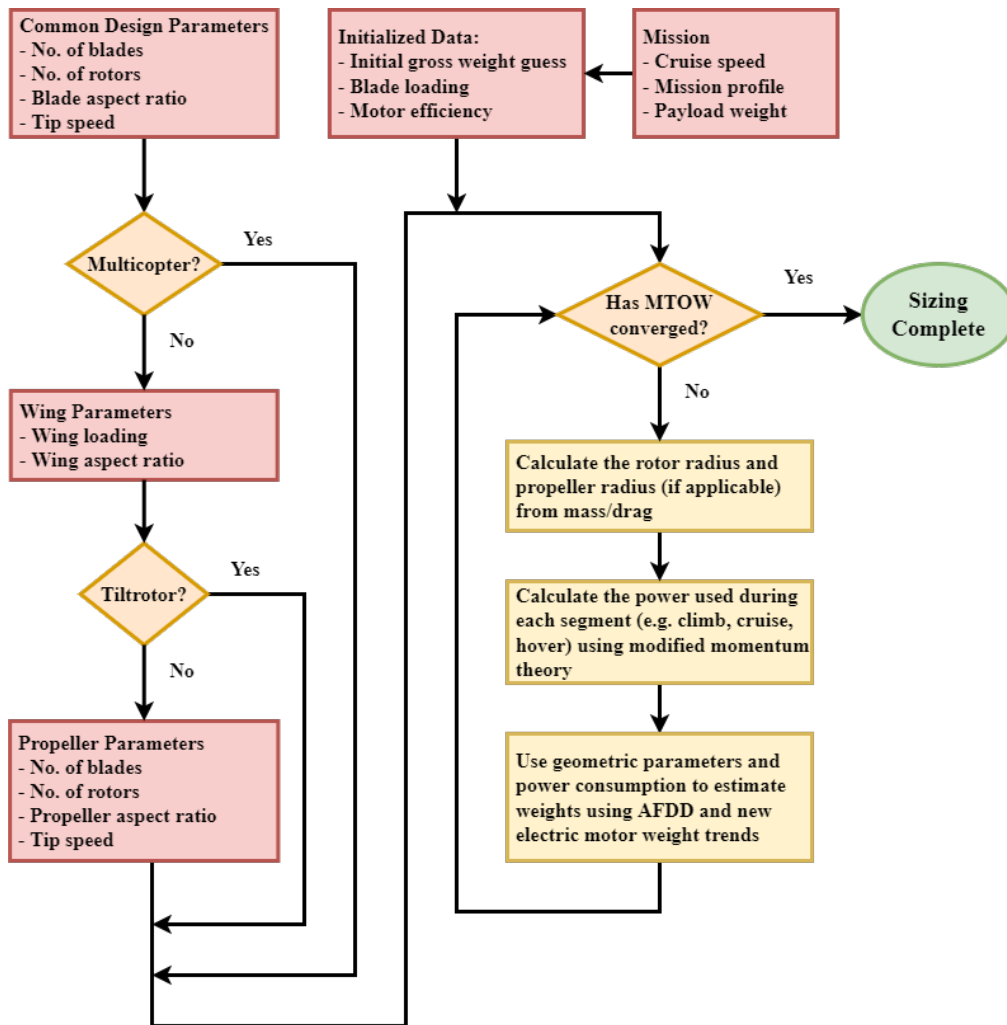 Common Design Parameters
- No. of blades
- No. of rotors
- Blade aspect ratio
- Tip speed
Initialized Data:
- Initial gross weight guess
- Blade loading
- Motor efficiency
Mission
- Cruise speed
- Mission profile
- Payload weight
Multicopter?
Yes
No
Wing Parameters
- Wing loading
- Wing aspect ratio
Tiltrotor?
Yes
No
Propeller Parameters
- No. of blades
- No. of rotors
- Propeller aspect ratio
- Tip speed
Has MTOW
converged?
Yes
Sizing
Complete
No
Calculate the rotor radius and
propeller radius (if applicable)
from mass/drag
Calculate the power used during
each segment (e.g. climb, cruise,
hover) using modified momentum
theory
Use geometric parameters and
power consumption to estimate
weights using AFDD and new
electric motor weight trends